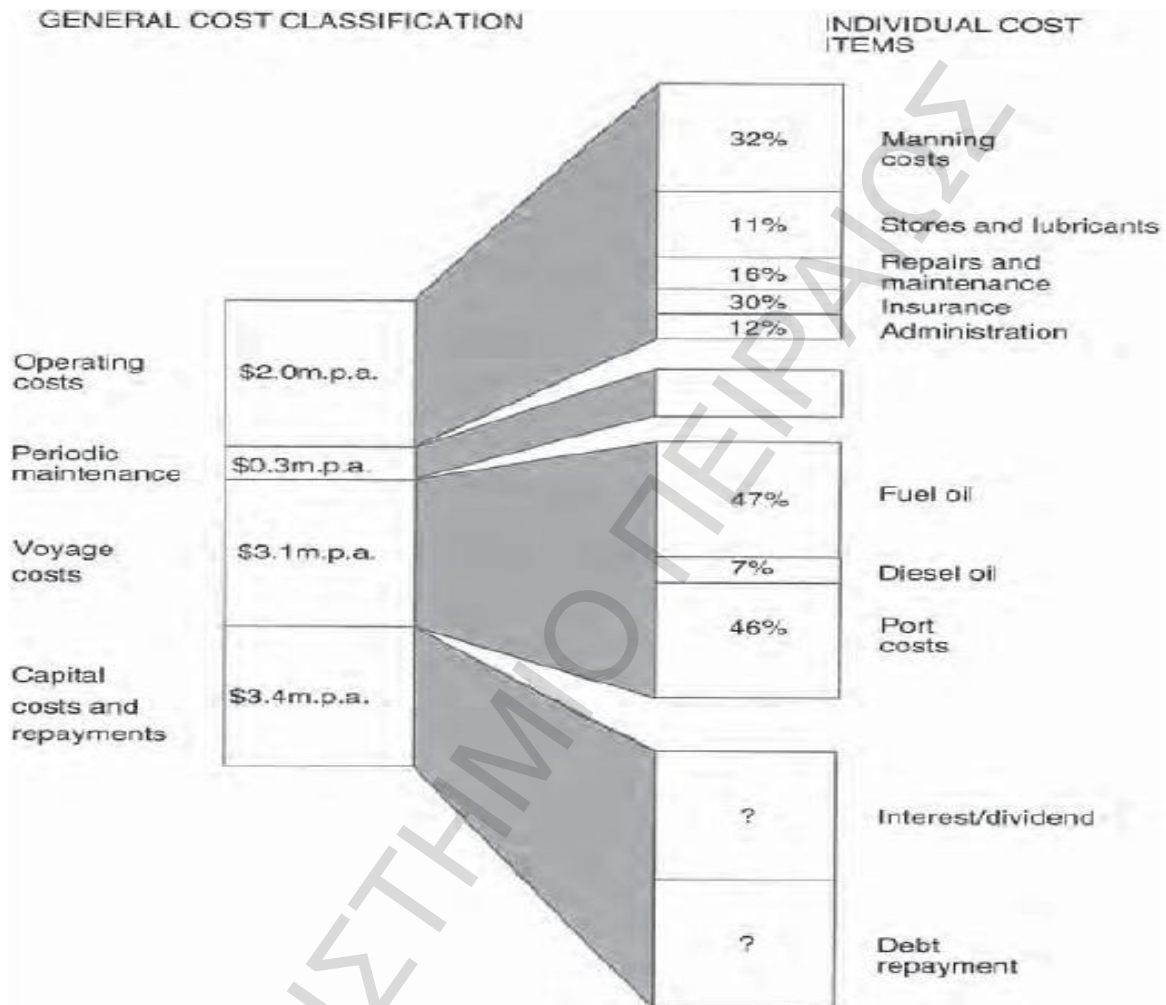 GENERAL COST CLASSIFICATION
INDIVIDUAL COST
ITEMS
32%
Manning
costs
11%
Stores and lubricants
16%
Repairs and
maintenance
30%
Insurance
12%
Administration
Operating
costs
$2.0m.p.a.
Periodic
maintenance
$0.3m.p.a.
Voyage
costs
$3.1m.p.a.
47%
Fuel oil
7%
Diesel oil
46%
Port
costs
Capital
costs and
repayments
$3.4m.p.a.
?
Interest/dividend
?
Debt
repayment
ΙΣΤΗΜΙΟ ΠΕΙΡΑΙΩΣ